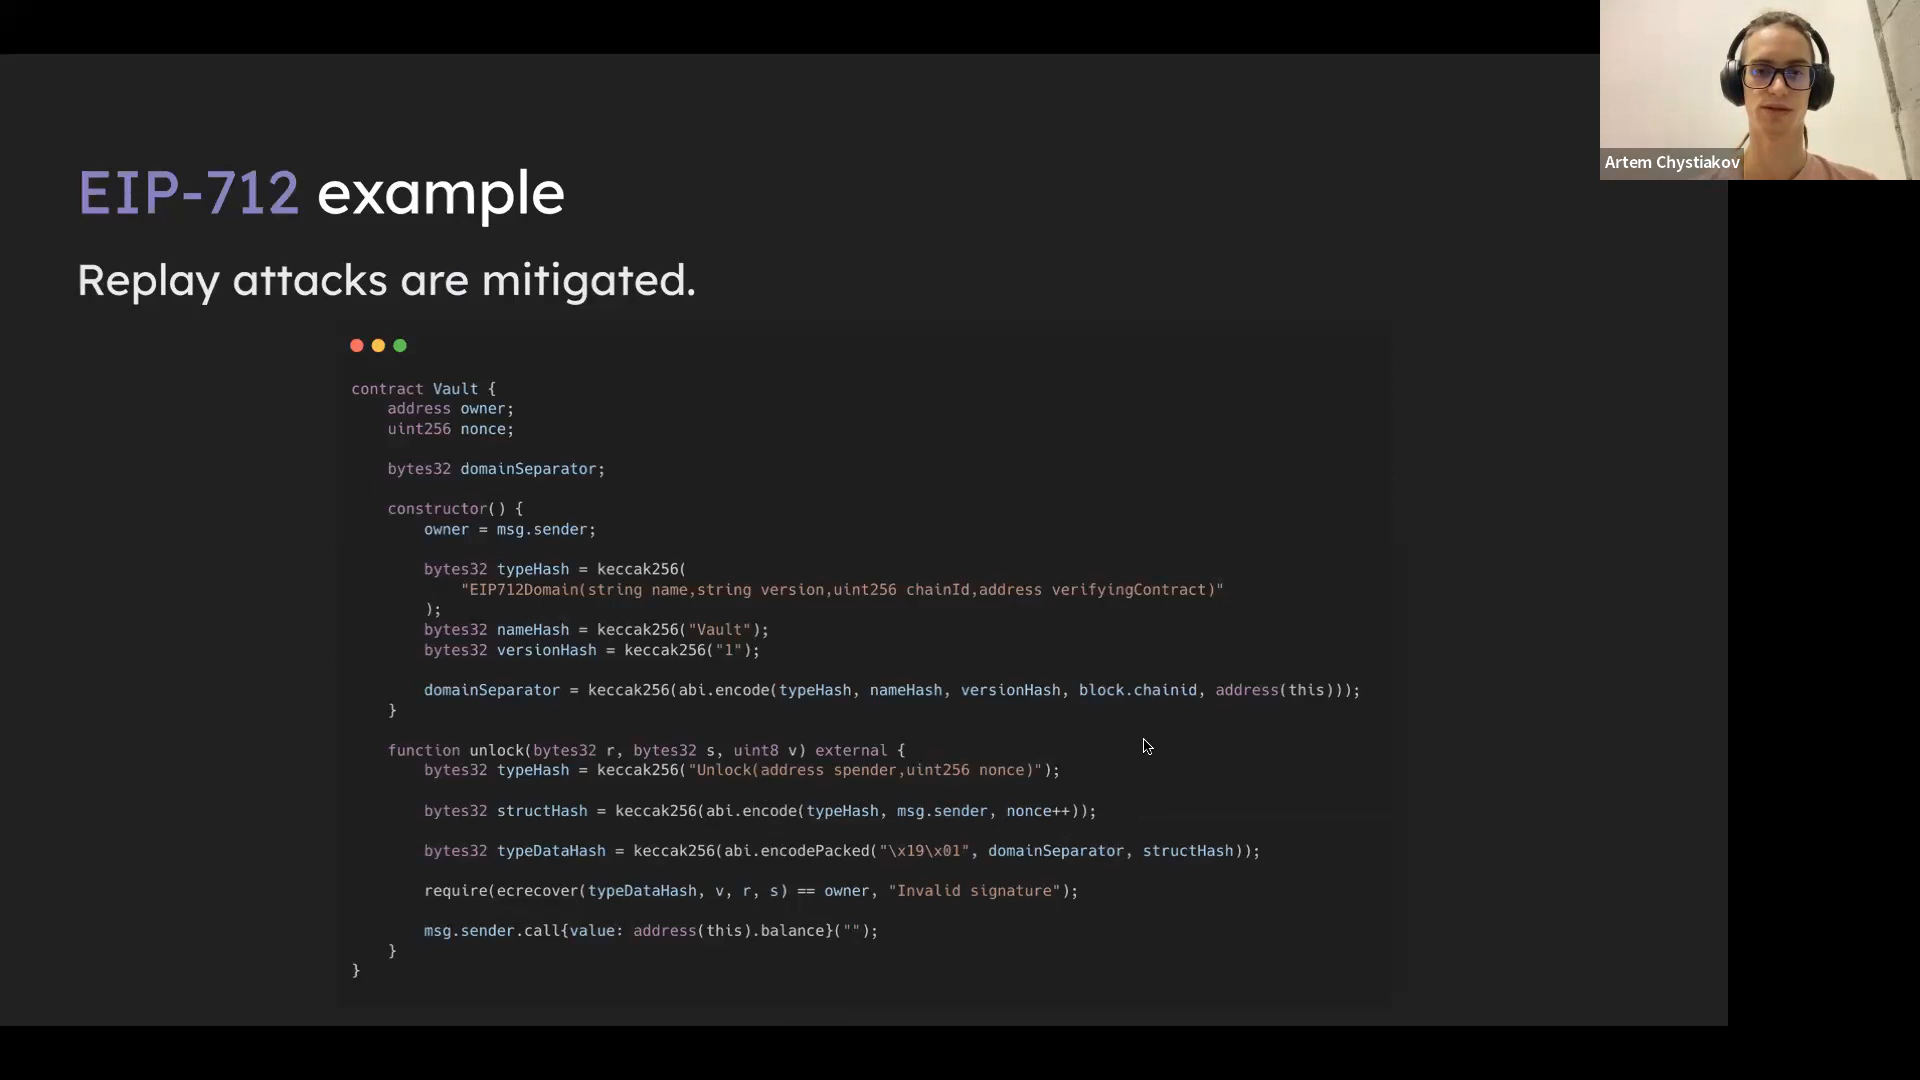 EIP-712 example
Replay attacks are mitigated.
contract Vault {
    address owner;
    uint256 nonce;
    bytes32 domainSeparator;
    constructor() {
        owner = msg.sender;
        bytes32 typeHash = keccak256(
            "EIP712Domain(string name,string version,uint256 chainId,address verifyingContract)"
        );
        bytes32 nameHash = keccak256("Vault");
        bytes32 versionHash = keccak256("1");
        domainSeparator = keccak256(abi.encode(typeHash, nameHash, versionHash, block.chainid, address(this)));
    }
    function unlock(bytes32 r, bytes32 s, uint8 v) external {
        bytes32 typeHash = keccak256("Unlock(address spender,uint256 nonce)");
        bytes32 structHash = keccak256(abi.encode(typeHash, msg.sender, nonce++));
        bytes32 typeDataHash = keccak256(abi.encodePacked("\x19\x01", domainSeparator, structHash));
        require(ecrecover(typeDataHash, v, r, s) == owner, "Invalid signature");
        msg.sender.call{value: address(this).balance}("");
    }
}
Artem Chystiakov